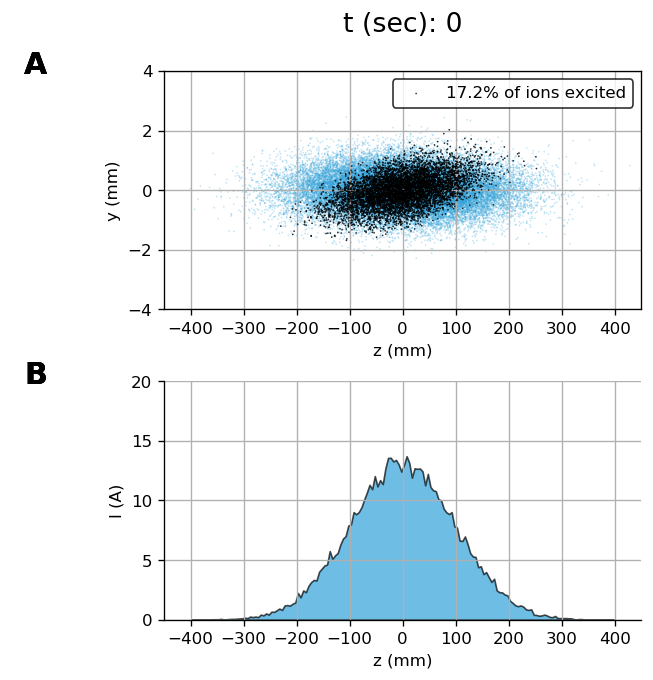 t (sec): 0
A
4
2
0
−2
−4
y (mm)
17.2% of ions excited
−400 −300 −200 −100 0 100 200 300 400
z (mm)
B
20
15
10
5
0
I (A)
−400 −300 −200 −100 0 100 200 300 400
z (mm)